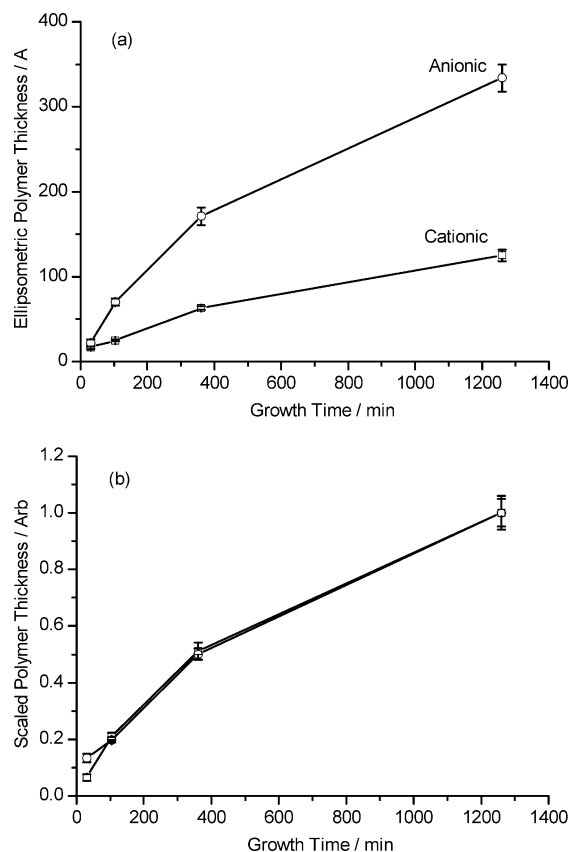 (a)
Ellipsometric Polymer Thickness / A
400
300
200
100
0
Anionic
Cationic
0 200 400 600 800 1000 1200 1400
Growth Time / min
(b)
Scaled Polymer Thickness / Arb
1.2
1.0
0.8
0.6
0.4
0.2
0.0
0 200 400 600 800 1000 1200 1400
Growth Time / min